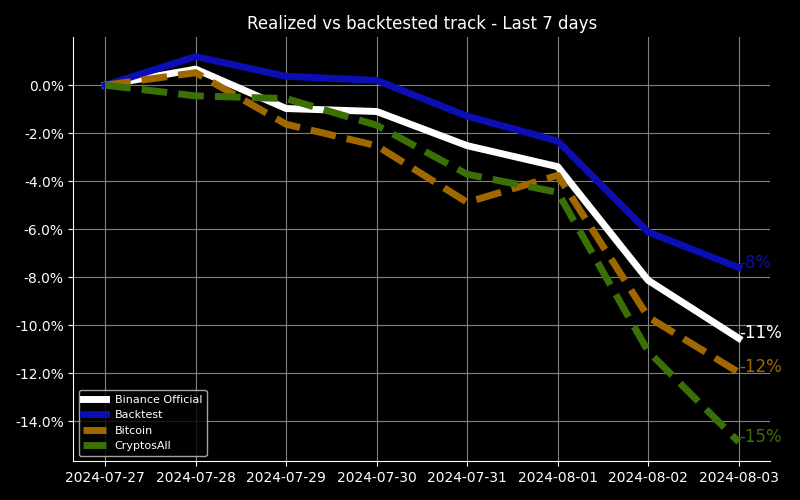 Realized vs backtested track - Last 7 days
0.0%
-2.0%
-4.0%
-6.0%
-8.0%
-10.0%
-12.0%
-14.0%
-8%
-11%
-12%
-15%
Binance Official
Backtest
Bitcoin
CryptosAll
2024-07-27 2024-07-28 2024-07-29 2024-07-30 2024-07-31 2024-08-01 2024-08-02 2024-08-03